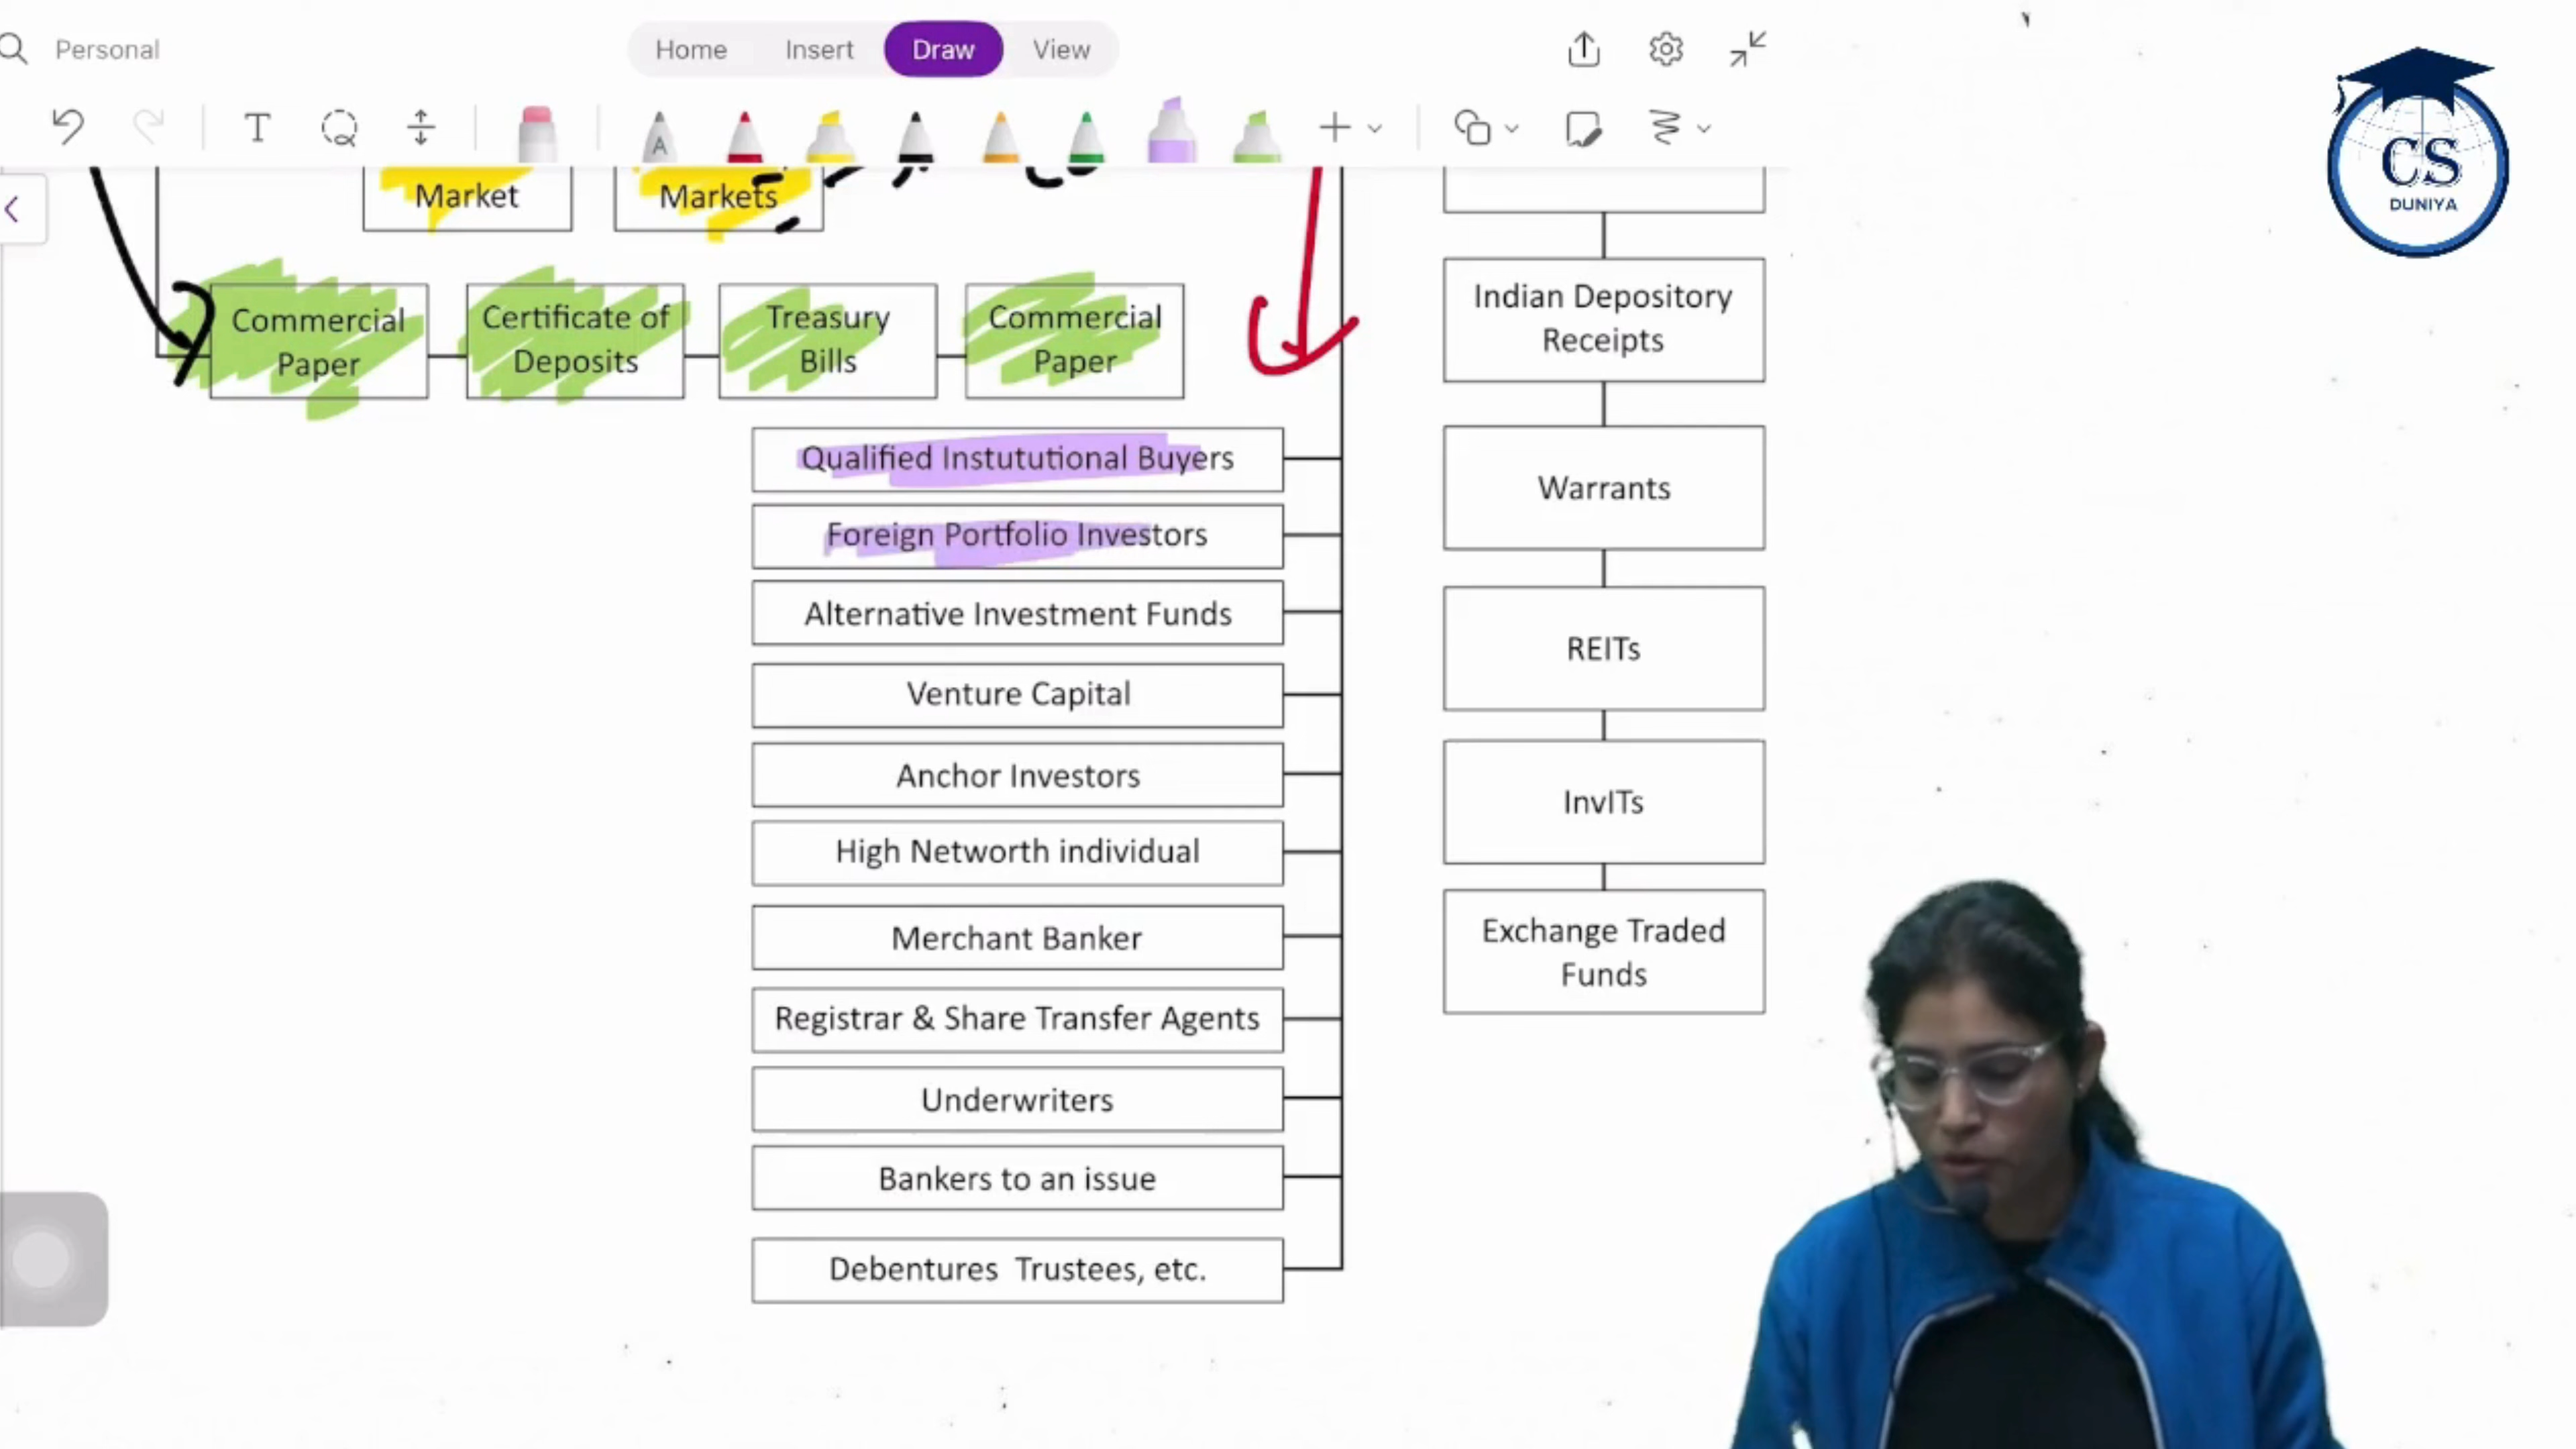 Personal
Home
Insert
Draw
View
T
A
CS
DUNIYA
Market
Markets
Commercial
Paper
Certificate of
Deposits
Treasury
Bills
Commercial
Paper
Qualified Instututional Buyers
Foreign Portfolio Investors
Alternative Investment Funds
Venture Capital
Anchor Investors
High Networth individual
Merchant Banker
Registrar & Share Transfer Agents
Underwriters
Bankers to an issue
Debentures Trustees, etc.
Indian Depository
Receipts
Warrants
REITs
InvITs
Exchange Traded
Funds